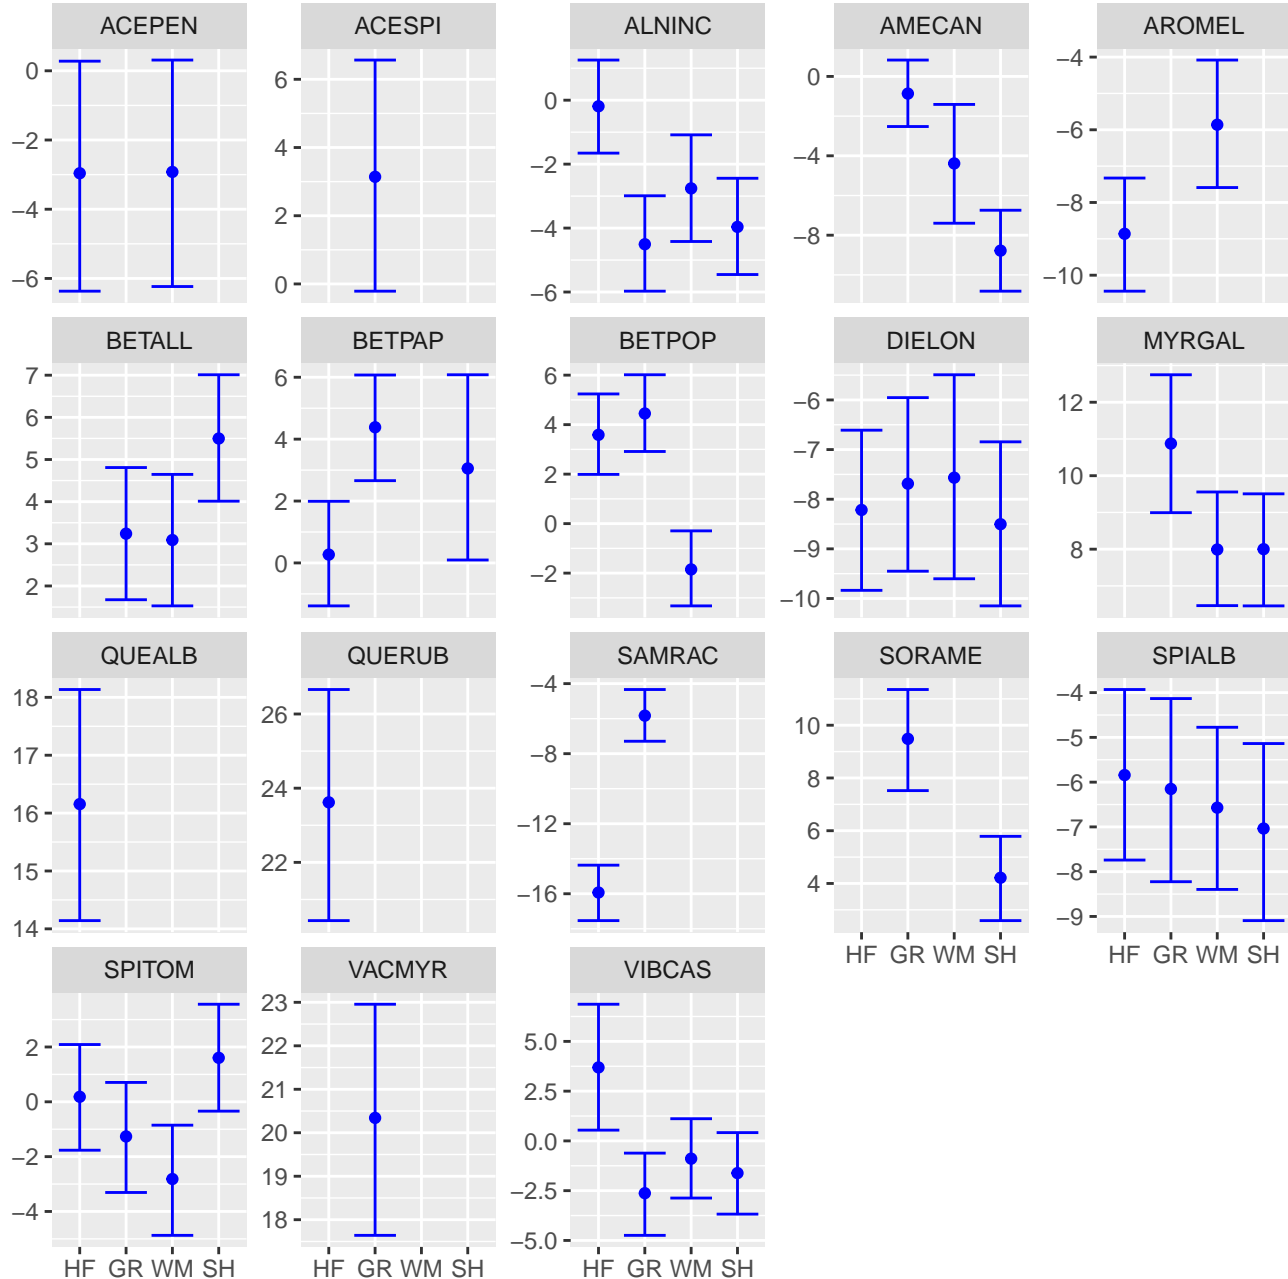 ACEPEN ACESPI ALNINC AMECAN AROMEL
0 −2 −4 −6
6 4 2 0
0 −2 −4 −6
0 −4 −8
−4 −6 −8 −10
BETALL BETPAP BETPOP DIELON MYRGAL
7 6 5 4 3 2
6 4 2 0
6 4 2 0 −2
−6 −7 −8 −9 −10
12 10 8
QUEALB QUERUB SAMRAC SORAME SPIALB
18 17 16 15 14
26 24 22
−4 −8 −12 −16
10 8 6 4
−4 −5 −6 −7 −8 −9
HF GR WM SH HF GR WM SH
SPITOM VACMYR VIBCAS
2 0 −2 −4
23 22 21 20 19 18
5.0 2.5 0.0 −2.5 −5.0
HF GR WM SH HF GR WM SH HF GR WM SH